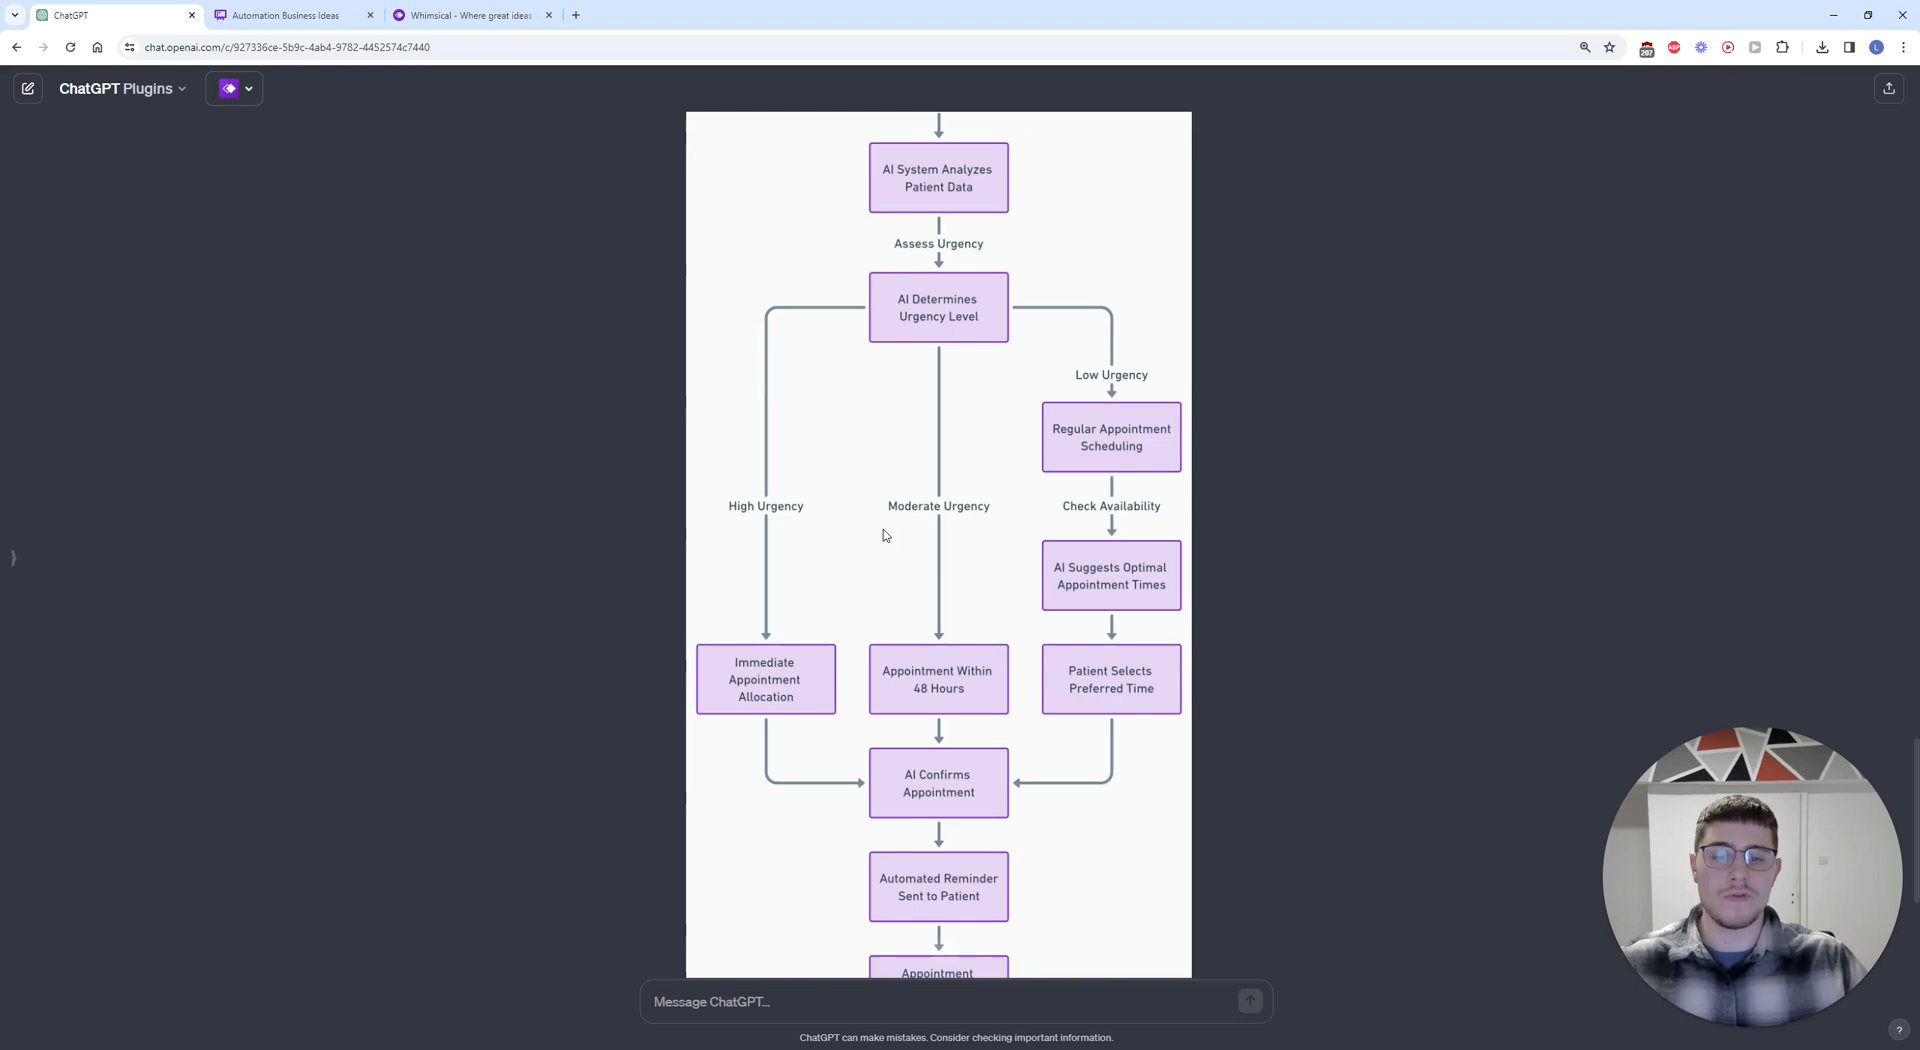 ChatGPT
Automation Business Ideas
Whimsical - Where great ideas
chat.openai.com/c/927336ce-5b9c-4ab4-9782-4452574c7440
207
ABP
L
ChatGPT Plugins
AI System Analyzes
Patient Data
Assess Urgency
AI Determines
Urgency Level
Low Urgency
Regular Appointment
Scheduling
High Urgency
Moderate Urgency
Check Availability
AI Suggests Optimal
Appointment Times
Immediate
Appointment
Allocation
Appointment Within
48 Hours
Patient Selects
Preferred Time
AI Confirms
Appointment
Automated Reminder
Sent to Patient
Appointment
Message ChatGPT...
ChatGPT can make mistakes. Consider checking important information.
?